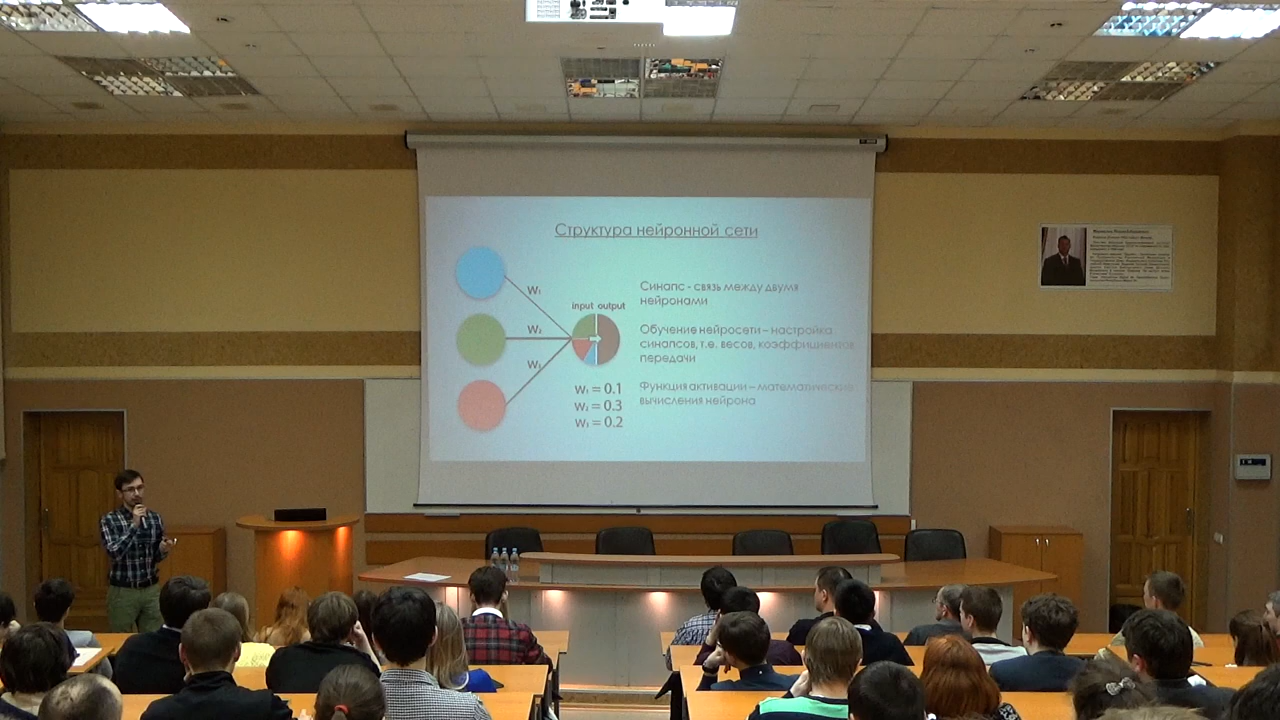 Структура нейронной сети
W₁
W₂
W₃
input output
Синапс - связь между двумя
нейронами
Обучение нейросети – настройка
синапсов, т.е. весов, коэффициентов
передачи
Функция активации – математические
вычисления нейрона
w₁ = 0.1
w₂ = 0.3
w₃ = 0.2